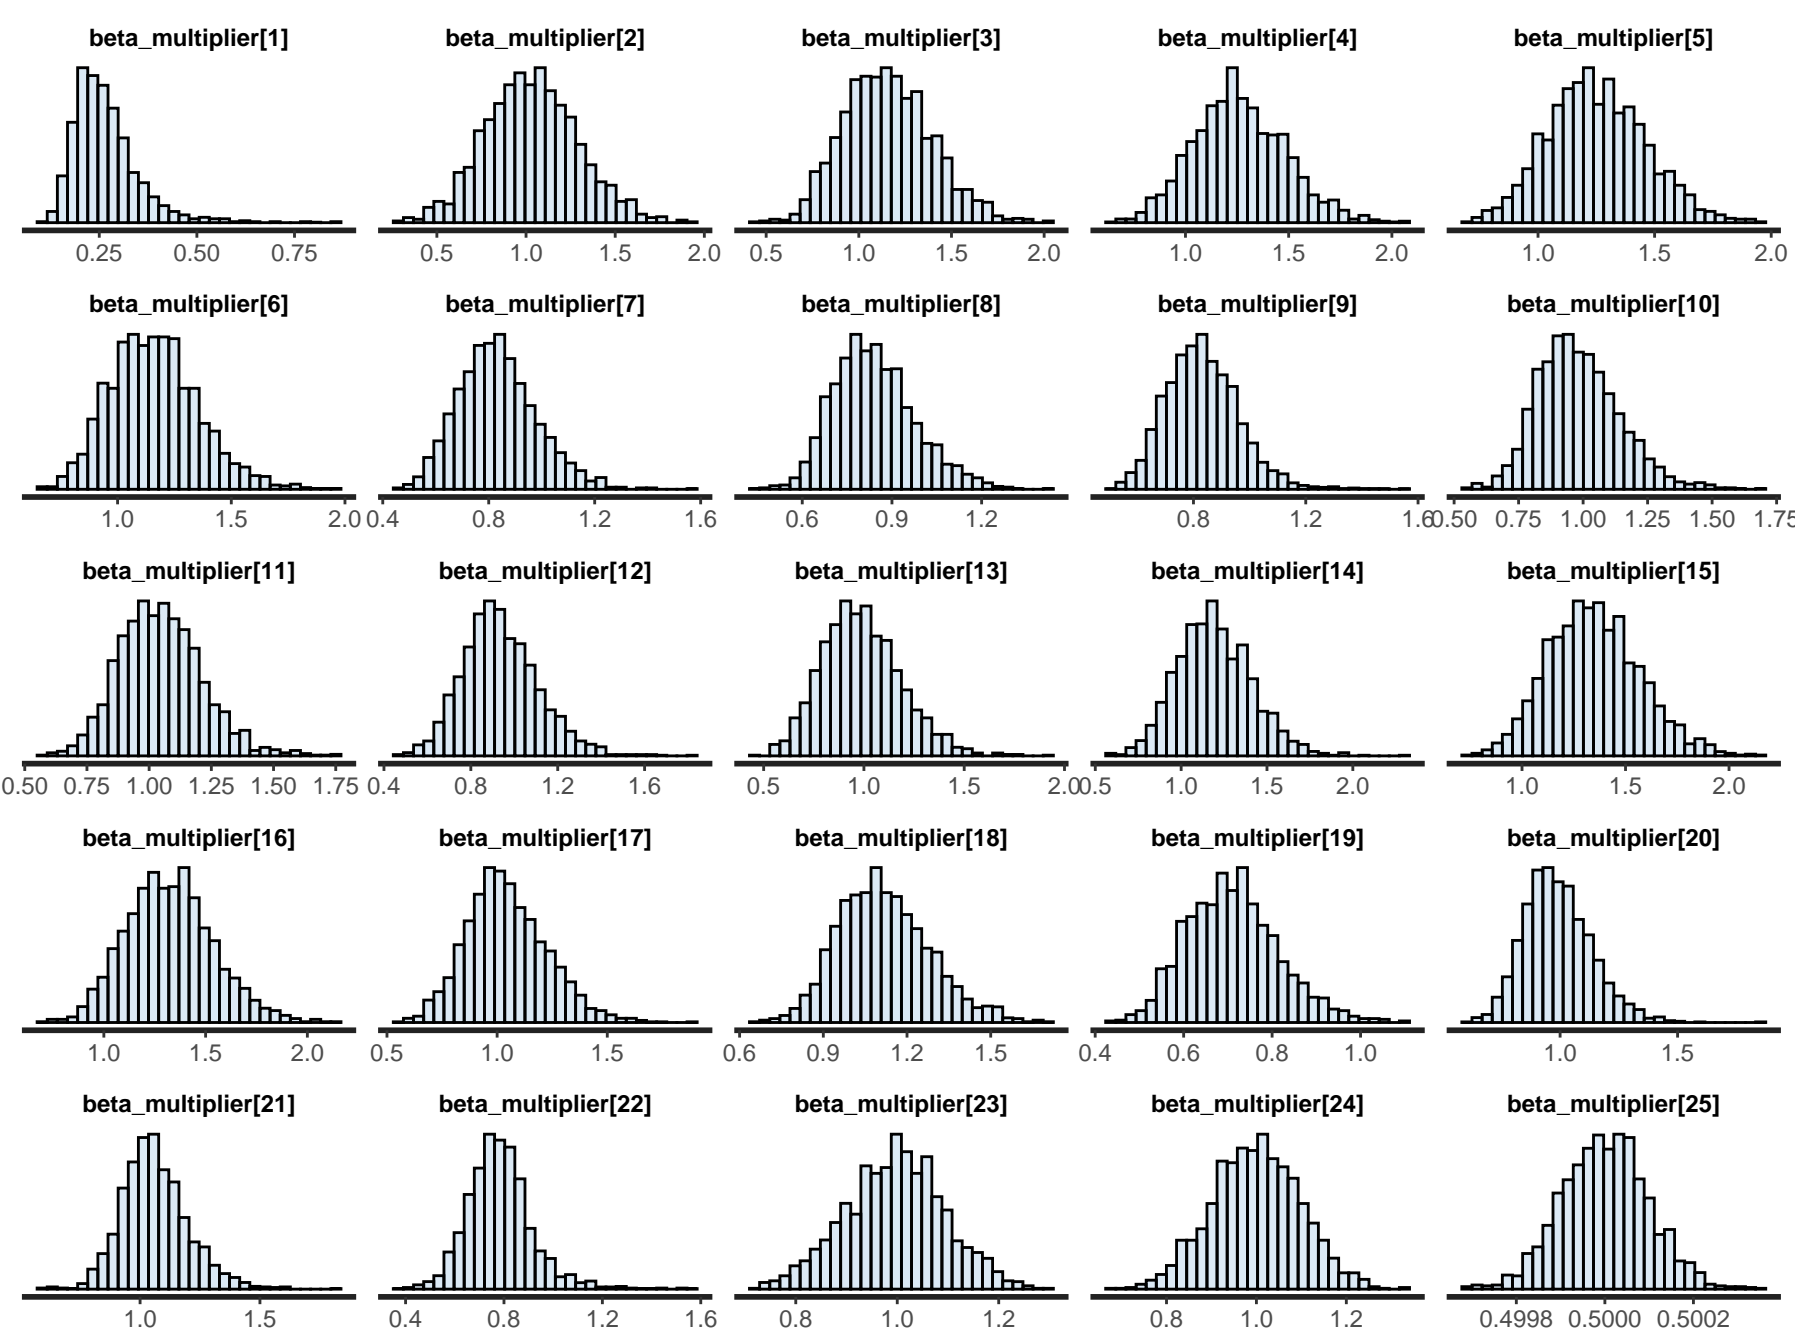 beta_multiplier[1] beta_multiplier[2] beta_multiplier[3] beta_multiplier[4] beta_multiplier[5]
0.25 0.50 0.75 0.5 1.0 1.5 2.0 0.5 1.0 1.5 2.0 1.0 1.5 2.0 1.0 1.5 2.0
beta_multiplier[6] beta_multiplier[7] beta_multiplier[8] beta_multiplier[9] beta_multiplier[10]
1.0 1.5 2.0 0.4 0.8 1.2 1.6 0.6 0.9 1.2 0.8 1.2 1.6 0.50 0.75 1.00 1.25 1.50 1.75
beta_multiplier[11] beta_multiplier[12] beta_multiplier[13] beta_multiplier[14] beta_multiplier[15]
0.50 0.75 1.00 1.25 1.50 1.75 0.4 0.8 1.2 1.6 0.5 1.0 1.5 2.0 0.5 1.0 1.5 2.0 1.0 1.5 2.0
beta_multiplier[16] beta_multiplier[17] beta_multiplier[18] beta_multiplier[19] beta_multiplier[20]
1.0 1.5 2.0 0.5 1.0 1.5 0.6 0.9 1.2 1.5 0.4 0.6 0.8 1.0 1.0 1.5
beta_multiplier[21] beta_multiplier[22] beta_multiplier[23] beta_multiplier[24] beta_multiplier[25]
1.0 1.5 0.4 0.8 1.2 1.6 0.8 1.0 1.2 0.8 1.0 1.2 0.4998 0.5000 0.5002